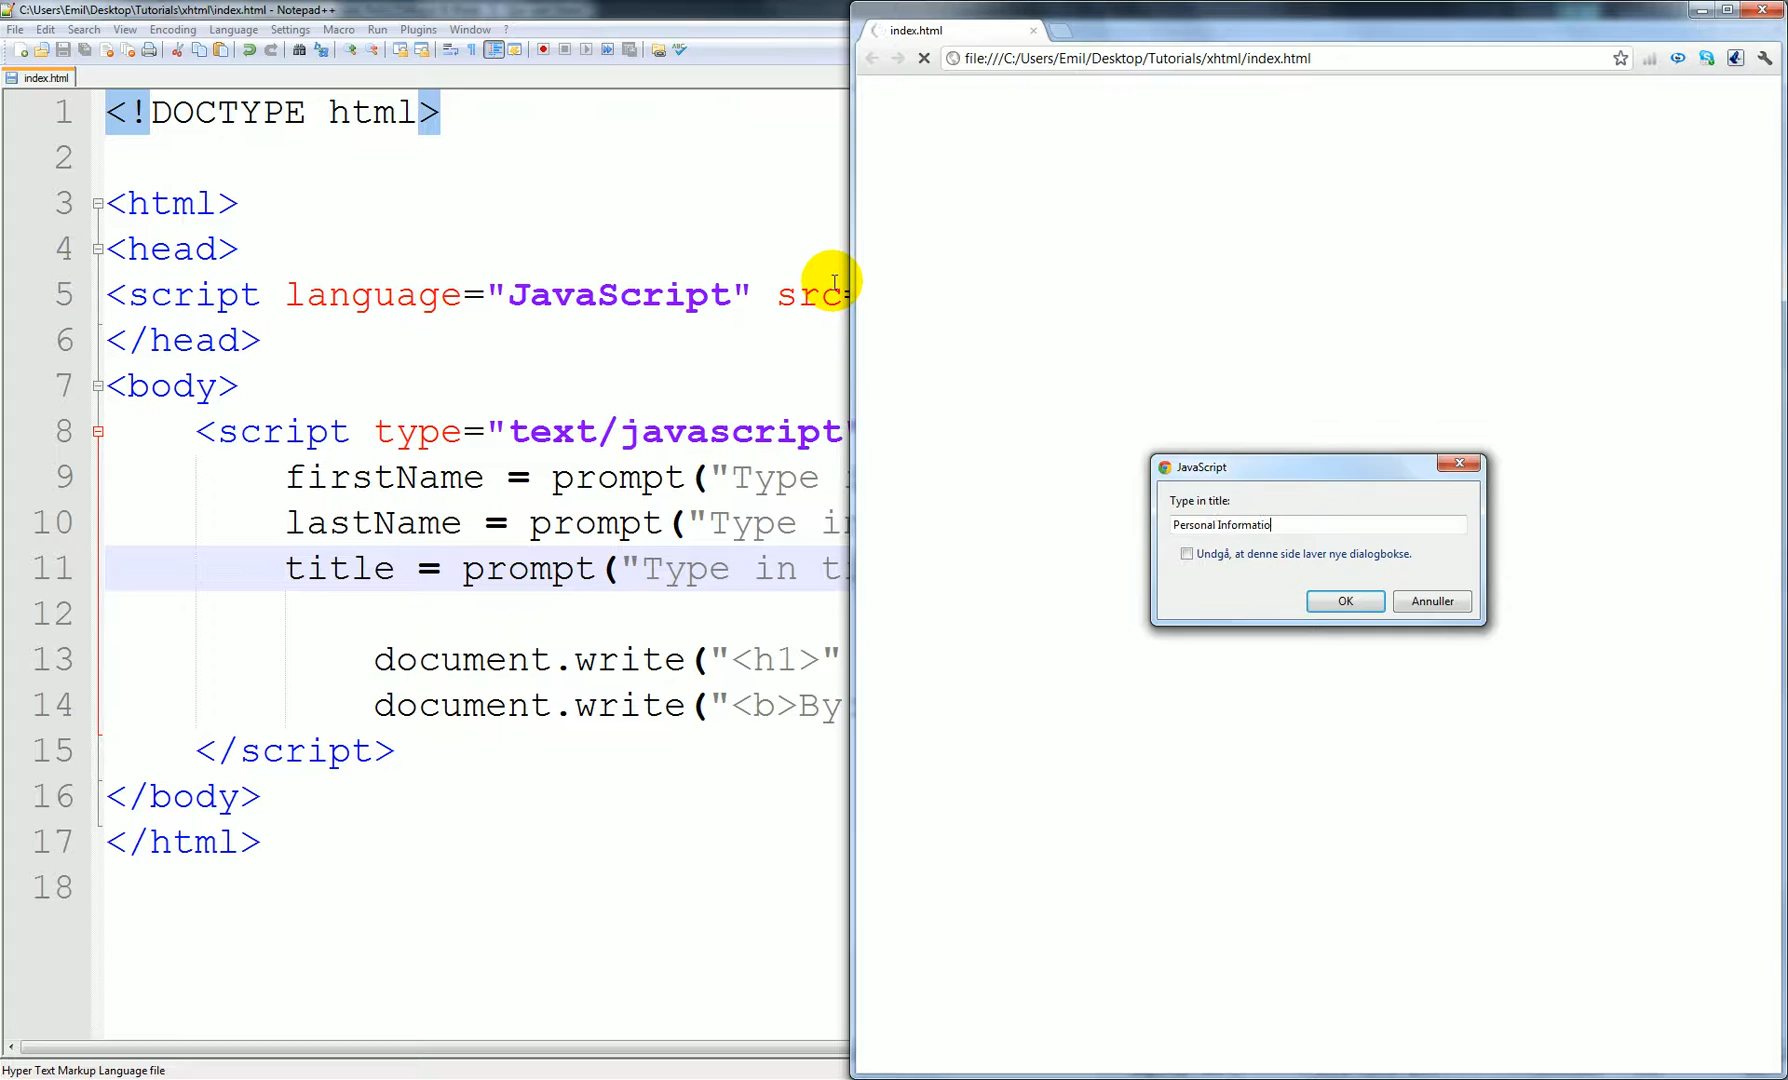 C:\Users\Emil\Desktop\Tutorials\xhtml\index.html - Notepad++
File Edit Search View Encoding Language Settings Macro Run Plugins Window ?
index.html
1 <!DOCTYPE html>
2
3 <html>
4 <head>
5 <script language="JavaScript" src=
6 </head>
7 <body>
8 <script type="text/javascript"
9 firstName = prompt("Type i
10 lastName = prompt("Type in
11 title = prompt("Type in ti
12
13 document.write("<h1>"
14 document.write("<b>By
15 </script>
16 </body>
17 </html>
18
Hyper Text Markup Language file
index.html
file:///C:/Users/Emil/Desktop/Tutorials/xhtml/index.html
JavaScript
Type in title:
Personal Informatio
Undgå, at denne side laver nye dialogbokse.
OK Annuller